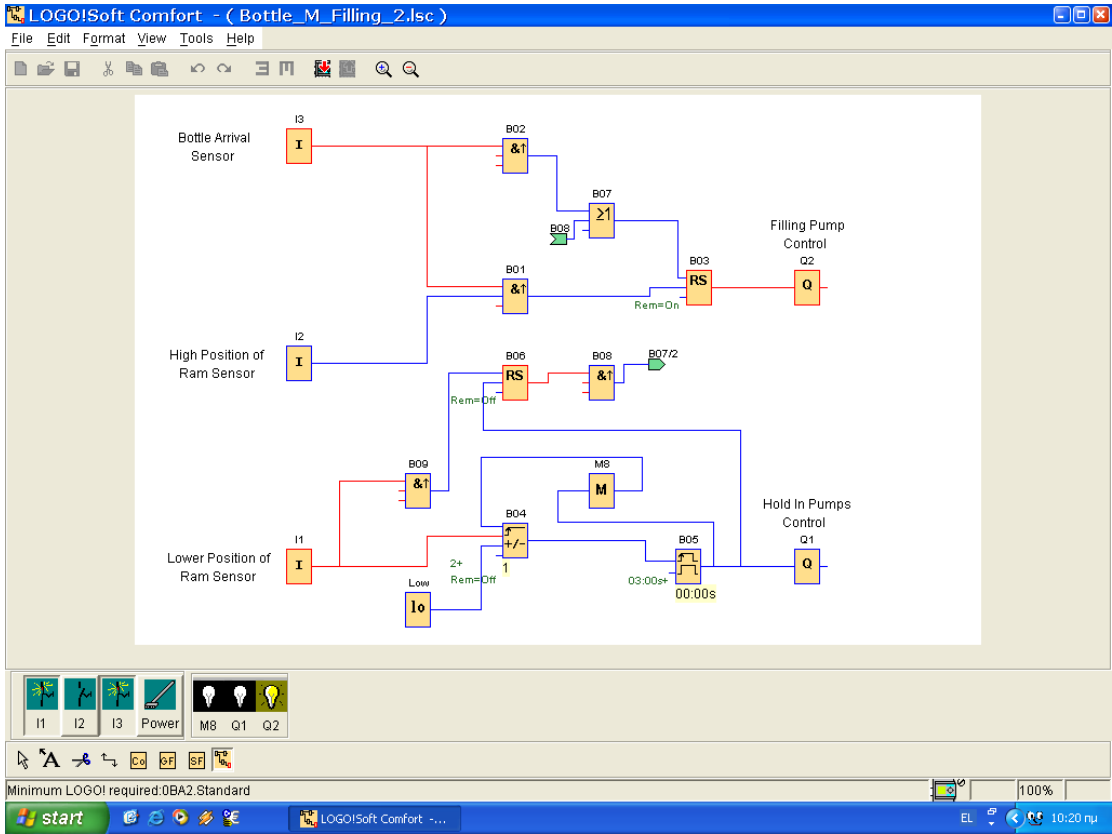 LOGO!Soft Comfort - ( Bottle_M_Filling_2.lsc )
File Edit Format View Tools Help
I3
Bottle Arrival
Sensor
I
B02
&↑
B07
≥1
B08
Filling Pump
Control
Q2
B01
&↑
B03
RS
Q
Rem=On
I2
High Position of
Ram Sensor
I
B06
RS
Rem=Off
B08
&↑
B07/2
B09
&↑
M8
M
Hold In Pumps
Control
Q1
I1
Lower Position of
Ram Sensor
I
B04
+/-
2+
Rem=Off
1
B05
03:00s+
00:00s
Q
Low
lo
I1 I2 I3 Power M8 Q1 Q2
A Co GF SF
Minimum LOGO! required:0BA2.Standard
100%
start
LOGO!Soft Comfort -...
EL
10:20 πμ